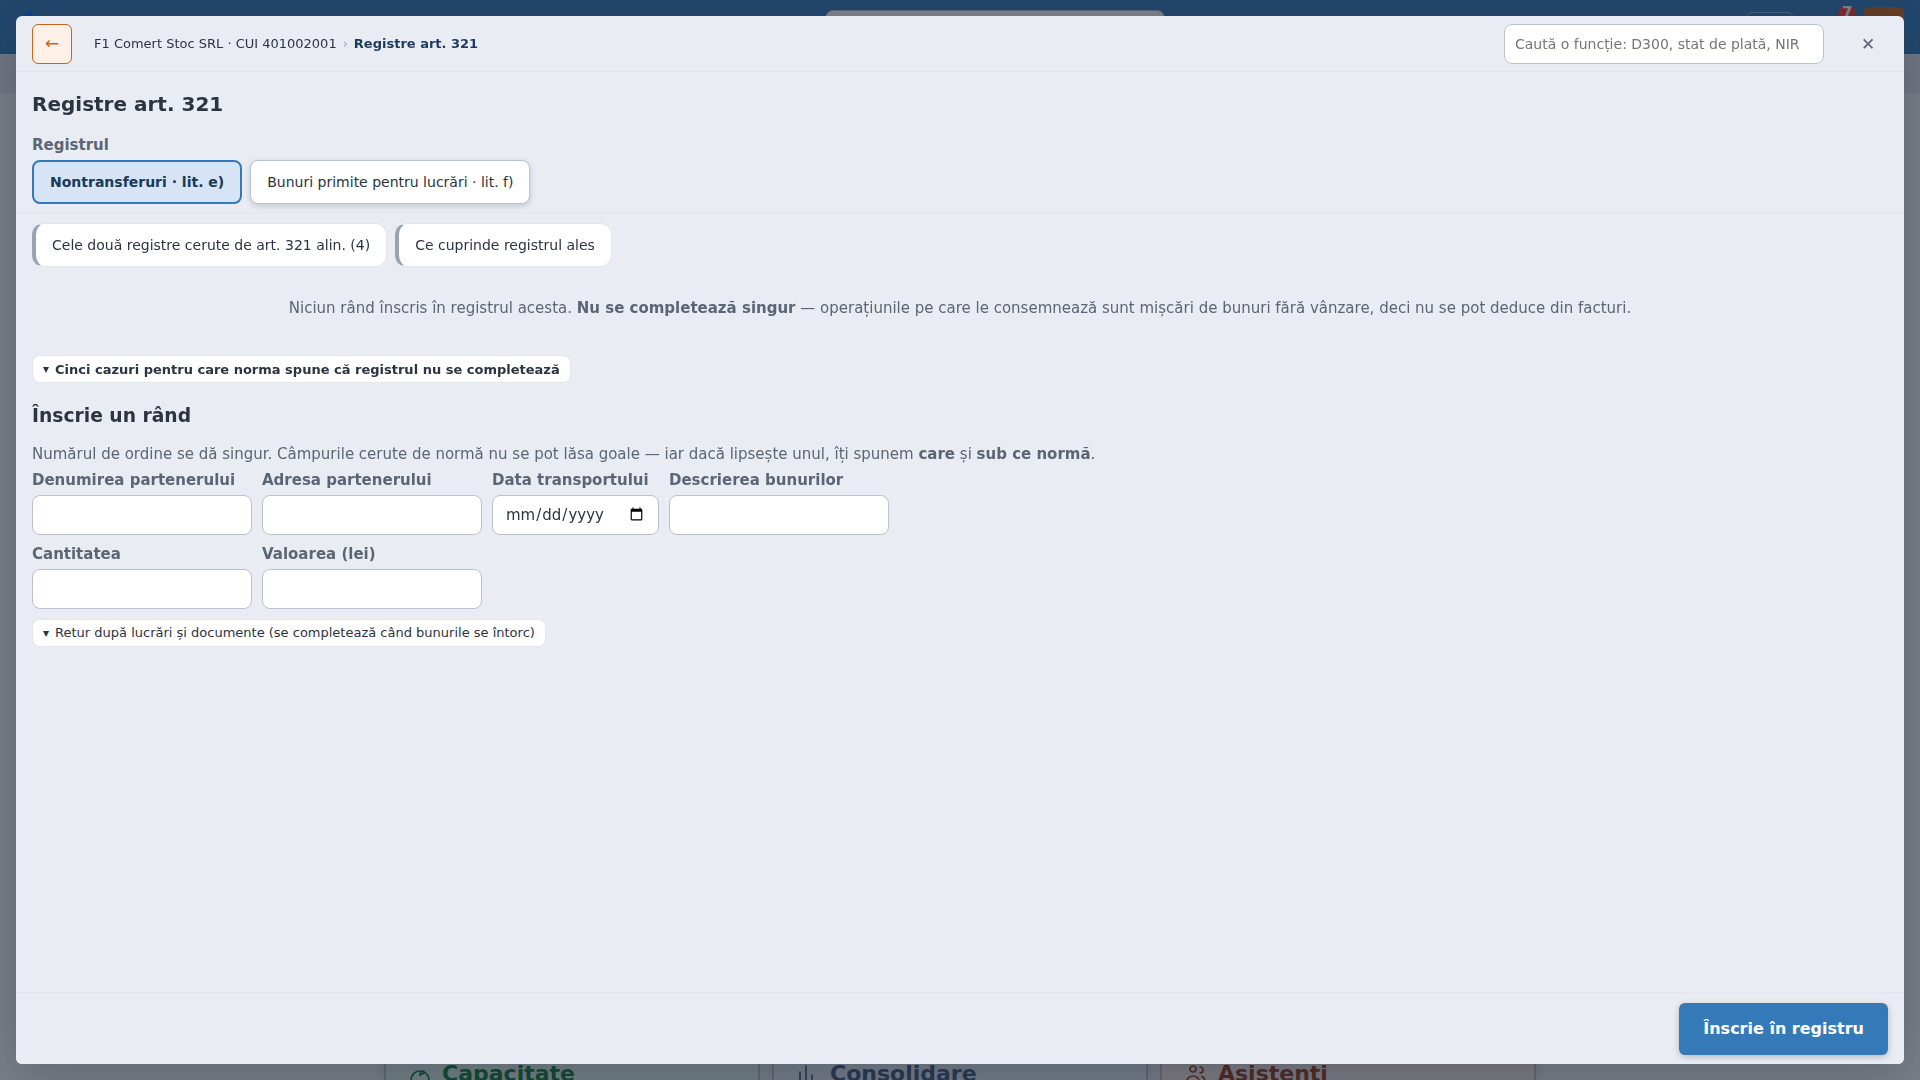 7
← F1 Comert Stoc SRL · CUI 401002001 › Registre art. 321
Caută o funcție: D300, stat de plată, NIR ✕
Registre art. 321
Registrul
Nontransferuri · lit. e) Bunuri primite pentru lucrări · lit. f)
Cele două registre cerute de art. 321 alin. (4) Ce cuprinde registrul ales
Niciun rând înscris în registrul acesta. Nu se completează singur — operațiunile pe care le consemnează sunt mișcări de bunuri fără vânzare, deci nu se pot deduce din facturi.
▾ Cinci cazuri pentru care norma spune că registrul nu se completează
Înscrie un rând
Numărul de ordine se dă singur. Câmpurile cerute de normă nu se pot lăsa goale — iar dacă lipsește unul, îți spunem care și sub ce normă.
Denumirea partenerului Adresa partenerului Data transportului Descrierea bunurilor
mm/dd/yyyy
Cantitatea Valoarea (lei)
▾ Retur după lucrări și documente (se completează când bunurile se întorc)
Înscrie în registru
Capacitate Consolidare Asistenți